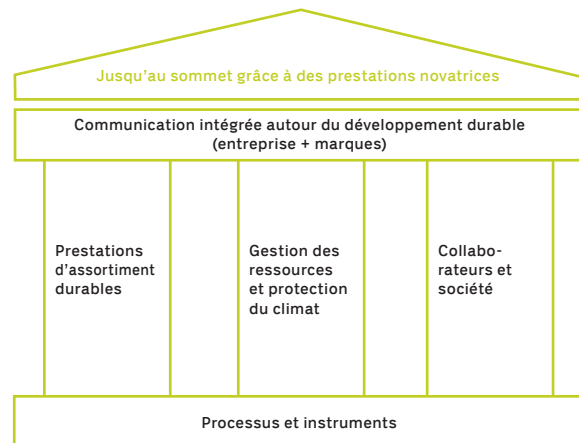 Jusqu'au sommet grâce à des prestations novatrices
Communication intégrée autour du développement durable
(entreprise + marques)
Prestations
d'assortiment
durables
Gestion des
ressources
et protection
du climat
Collabo-
rateurs et
société
Processus et instruments